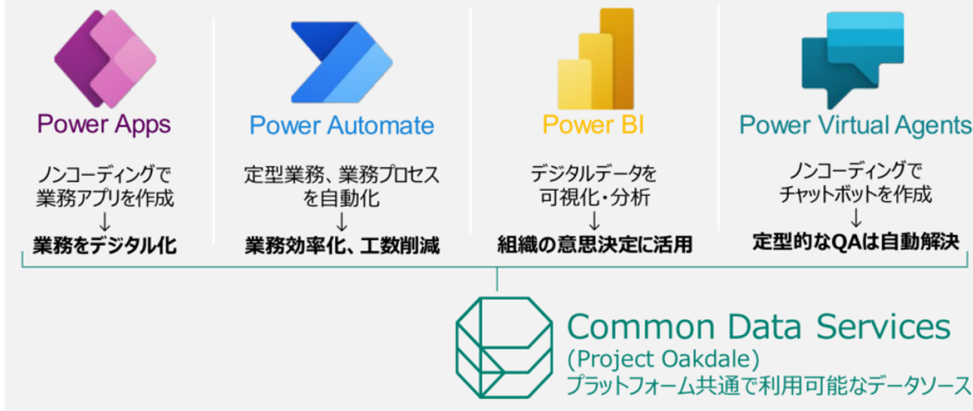 Power Apps
ノンコーディングで
業務アプリを作成
↓
業務をデジタル化
Power Automate
定型業務、業務プロセス
を自動化
↓
業務効率化、工数削減
Power BI
デジタルデータを
可視化・分析
↓
組織の意思決定に活用
Power Virtual Agents
ノンコーディングで
チャットボットを作成
↓
定型的なQAは自動解決
Common Data Services
(Project Oakdale)
プラットフォーム共通で利用可能なデータソース